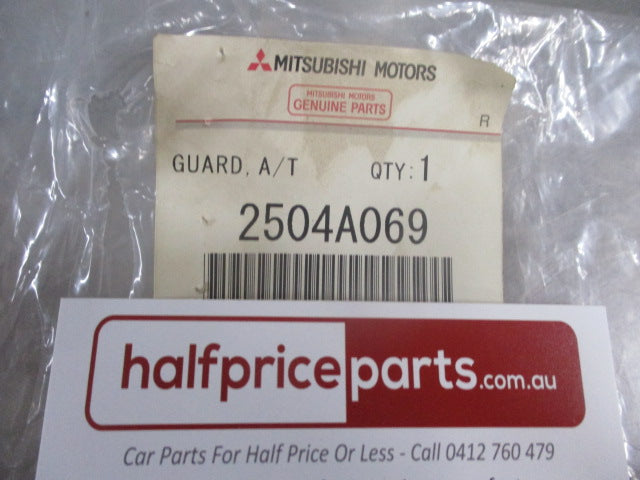 MITSUBISHI MOTORS
MITSUBISHI MOTORS
GENUINE PARTS
R
GUARD, A/T QTY:1
2504A069
halfpriceparts.com.au
Car Parts For Half Price Or Less - Call 0412 760 479